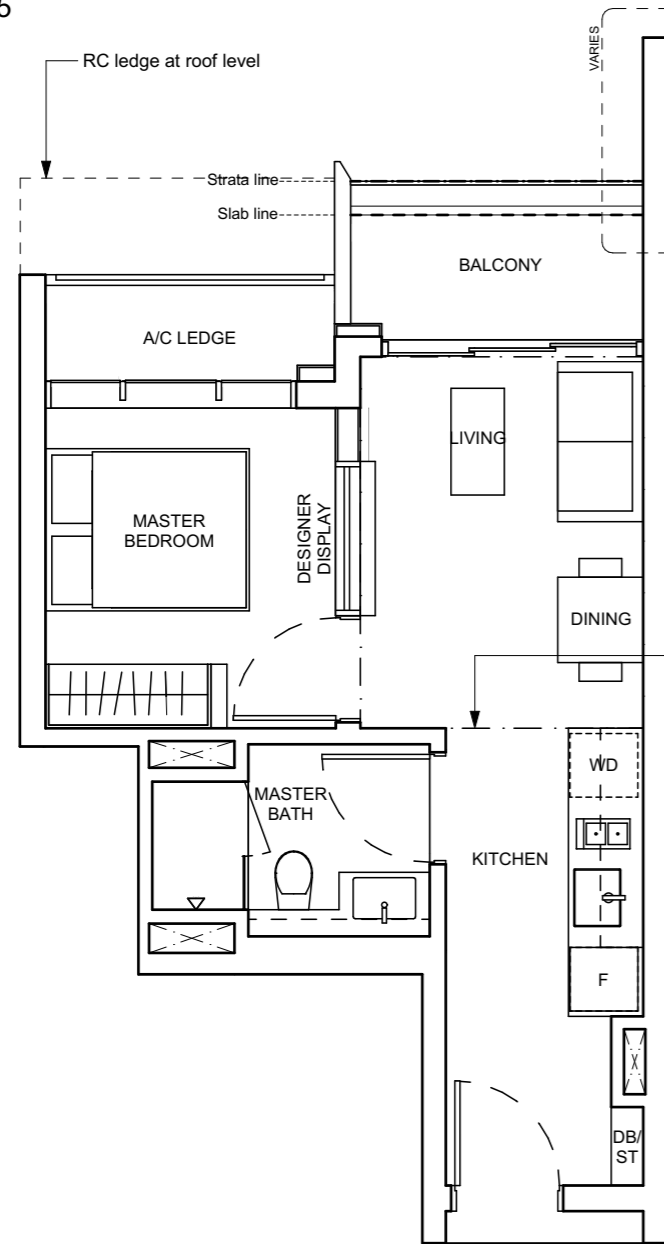 RC ledge at roof level
VARIES
Strata line
Slab line
BALCONY
A/C LEDGE
LIVING
MASTER
BEDROOM
DESIGNER
DISPLAY
DINING
WD
MASTER
BATH
KITCHEN
F
DB/
ST